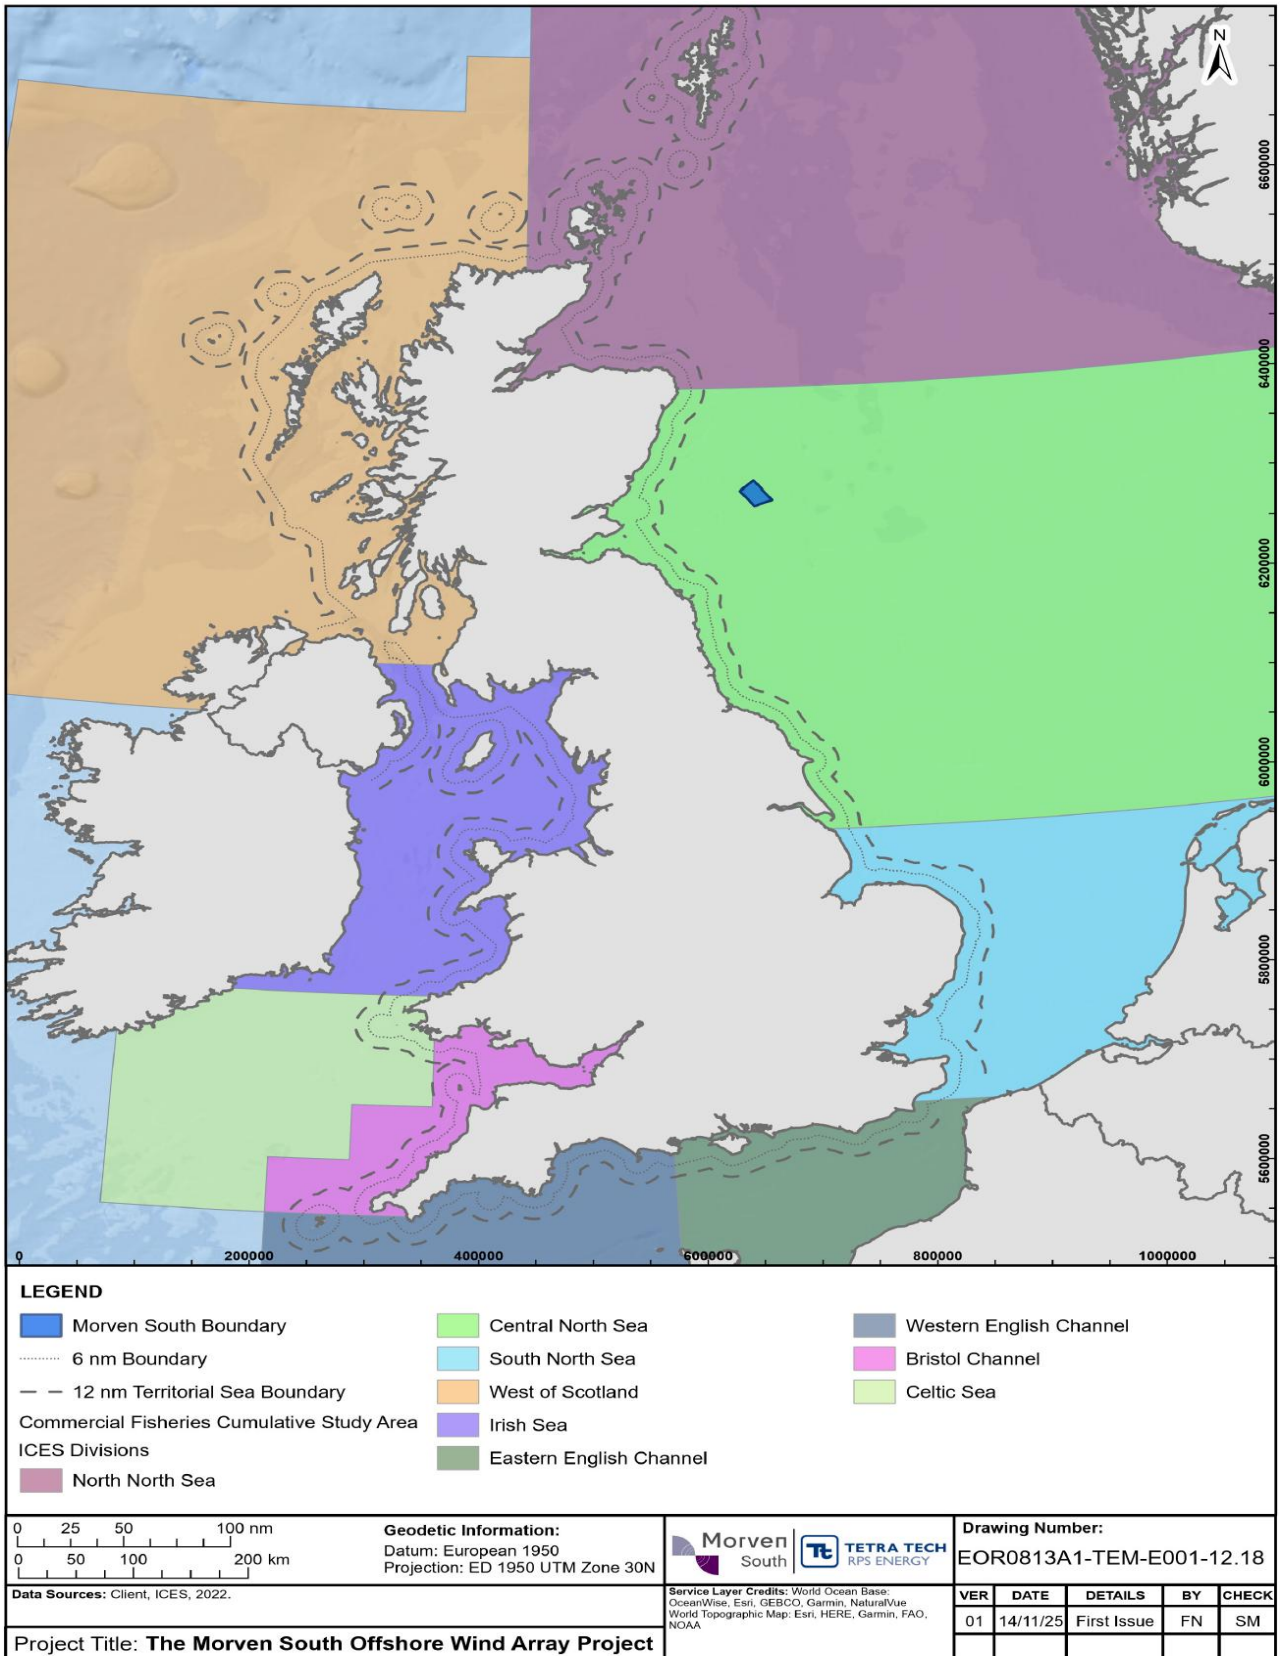 N
6600000
6400000
6200000
6000000
5800000
5600000
0 200000 400000 600000 800000 1000000
LEGEND
Morven South Boundary
6 nm Boundary
12 nm Territorial Sea Boundary
Commercial Fisheries Cumulative Study Area
ICES Divisions
North North Sea
Central North Sea
South North Sea
West of Scotland
Irish Sea
Eastern English Channel
Western English Channel
Bristol Channel
Celtic Sea
0 25 50 100 nm
0 50 100 200 km
Geodetic Information:
Datum: European 1950
Projection: ED 1950 UTM Zone 30N
Data Sources: Client, ICES, 2022.
Project Title: The Morven South Offshore Wind Array Project
Morven
South
Tt
TETRA TECH
RPS ENERGY
Service Layer Credits: World Ocean Base:
OceanWise, Esri, GEBCO, Garmin, NaturalVue
World Topographic Map: Esri, HERE, Garmin, FAO,
NOAA
Drawing Number:
EOR0813A1-TEM-E001-12.18
VER DATE DETAILS BY CHECK
01 14/11/25 First Issue FN SM